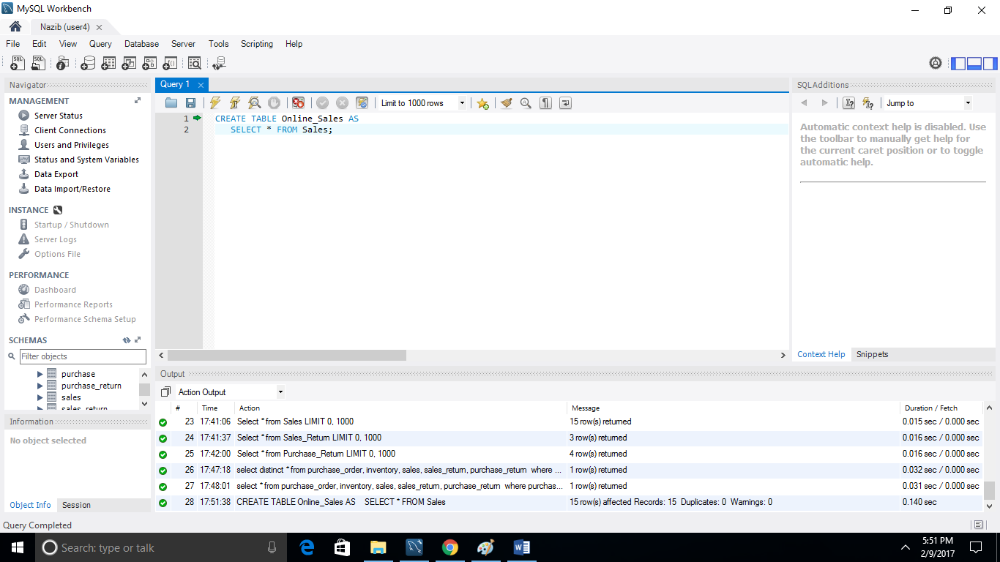 MySQL Workbench
Nazib (user4)
File Edit View Query Database Server Tools Scripting Help
Navigator
MANAGEMENT
Server Status
Client Connections
Users and Privileges
Status and System Variables
Data Export
Data Import/Restore
INSTANCE
Startup / Shutdown
Server Logs
Options File
PERFORMANCE
Dashboard
Performance Reports
Performance Schema Setup
SCHEMAS
Filter objects
purchase
purchase_return
sales
sales_return
Information
No object selected
Object Info Session
Query Completed
Query 1
Limit to 1000 rows
1 CREATE TABLE Online_Sales AS
2 SELECT * FROM Sales;
SQLAdditions
Jump to
Automatic context help is disabled. Use
the toolbar to manually get help for
the current caret position or to toggle
automatic help.
Context Help Snippets
Output
Action Output
# Time Action Message Duration / Fetch
23 17:41:06 Select * from Sales LIMIT 0, 1000 15 row(s) returned 0.015 sec / 0.000 sec
24 17:41:37 Select * from Sales_Return LIMIT 0, 1000 3 row(s) returned 0.016 sec / 0.000 sec
25 17:42:00 Select * from Purchase_Return LIMIT 0, 1000 4 row(s) returned 0.016 sec / 0.000 sec
26 17:47:18 select distinct * from purchase_order, inventory, sales, sales_return, purchase_return where ... 1 row(s) returned 0.032 sec / 0.000 sec
27 17:48:01 select * from purchase_order, inventory, sales, sales_return, purchase_return where purchas... 1 row(s) returned 0.031 sec / 0.000 sec
28 17:51:38 CREATE TABLE Online_Sales AS SELECT * FROM Sales 15 row(s) affected Records: 15 Duplicates: 0 Warnings: 0 0.140 sec
Search: type or talk
5:51 PM
2/9/2017